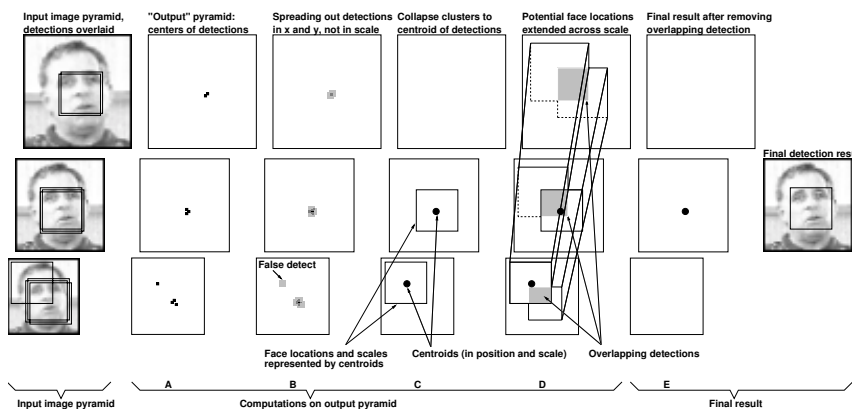 Input image pyramid,
detections overlaid
"Output" pyramid:
centers of detections
Spreading out detections
in x and y, not in scale
Collapse clusters to
centroid of detections
Potential face locations
extended across scale
Final result after removing
overlapping detection
Final detection resu
False detect
Face locations and scales
represented by centroids
Centroids (in position and scale)
Overlapping detections
A
B
C
D
E
Input image pyramid
Computations on output pyramid
Final result